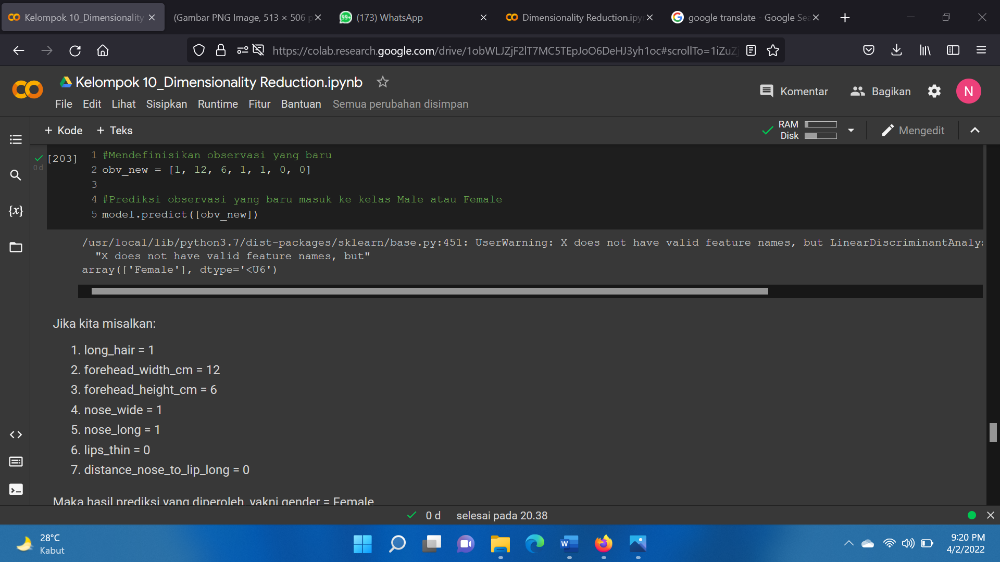 Kelompok 10_Dimensionality
(Gambar PNG Image, 513 × 506 p
99+ (173) WhatsApp
Dimensionality Reduction.ipy
google translate - Google Sea
https://colab.research.google.com/drive/1obWLJZjF2lT7MC5TEpJoO6DeHJ3yh1oc#scrollTo=1iZuZj
Kelompok 10_Dimensionality Reduction.ipynb
File Edit Lihat Sisipkan Runtime Fitur Bantuan Semua perubahan disimpan
Komentar Bagikan N
+ Kode + Teks
RAM
Disk
Mengedit
[203] 1 #Mendefinisikan observasi yang baru
0 d
2 obv_new = [1, 12, 6, 1, 1, 0, 0]
3
4 #Prediksi observasi yang baru masuk ke kelas Male atau Female
5 model.predict([obv_new])
{x}
/usr/local/lib/python3.7/dist-packages/sklearn/base.py:451: UserWarning: X does not have valid feature names, but LinearDiscriminantAnalys
"X does not have valid feature names, but"
array(['Female'], dtype='<U6')
Jika kita misalkan:
1. long_hair = 1
2. forehead_width_cm = 12
3. forehead_height_cm = 6
4. nose_wide = 1
5. nose_long = 1
6. lips_thin = 0
7. distance_nose_to_lip_long = 0
Maka hasil prediksi yang diperoleh, yakni gender = Female
0 d selesai pada 20.38
28°C
Kabut
W
9:20 PM
4/2/2022